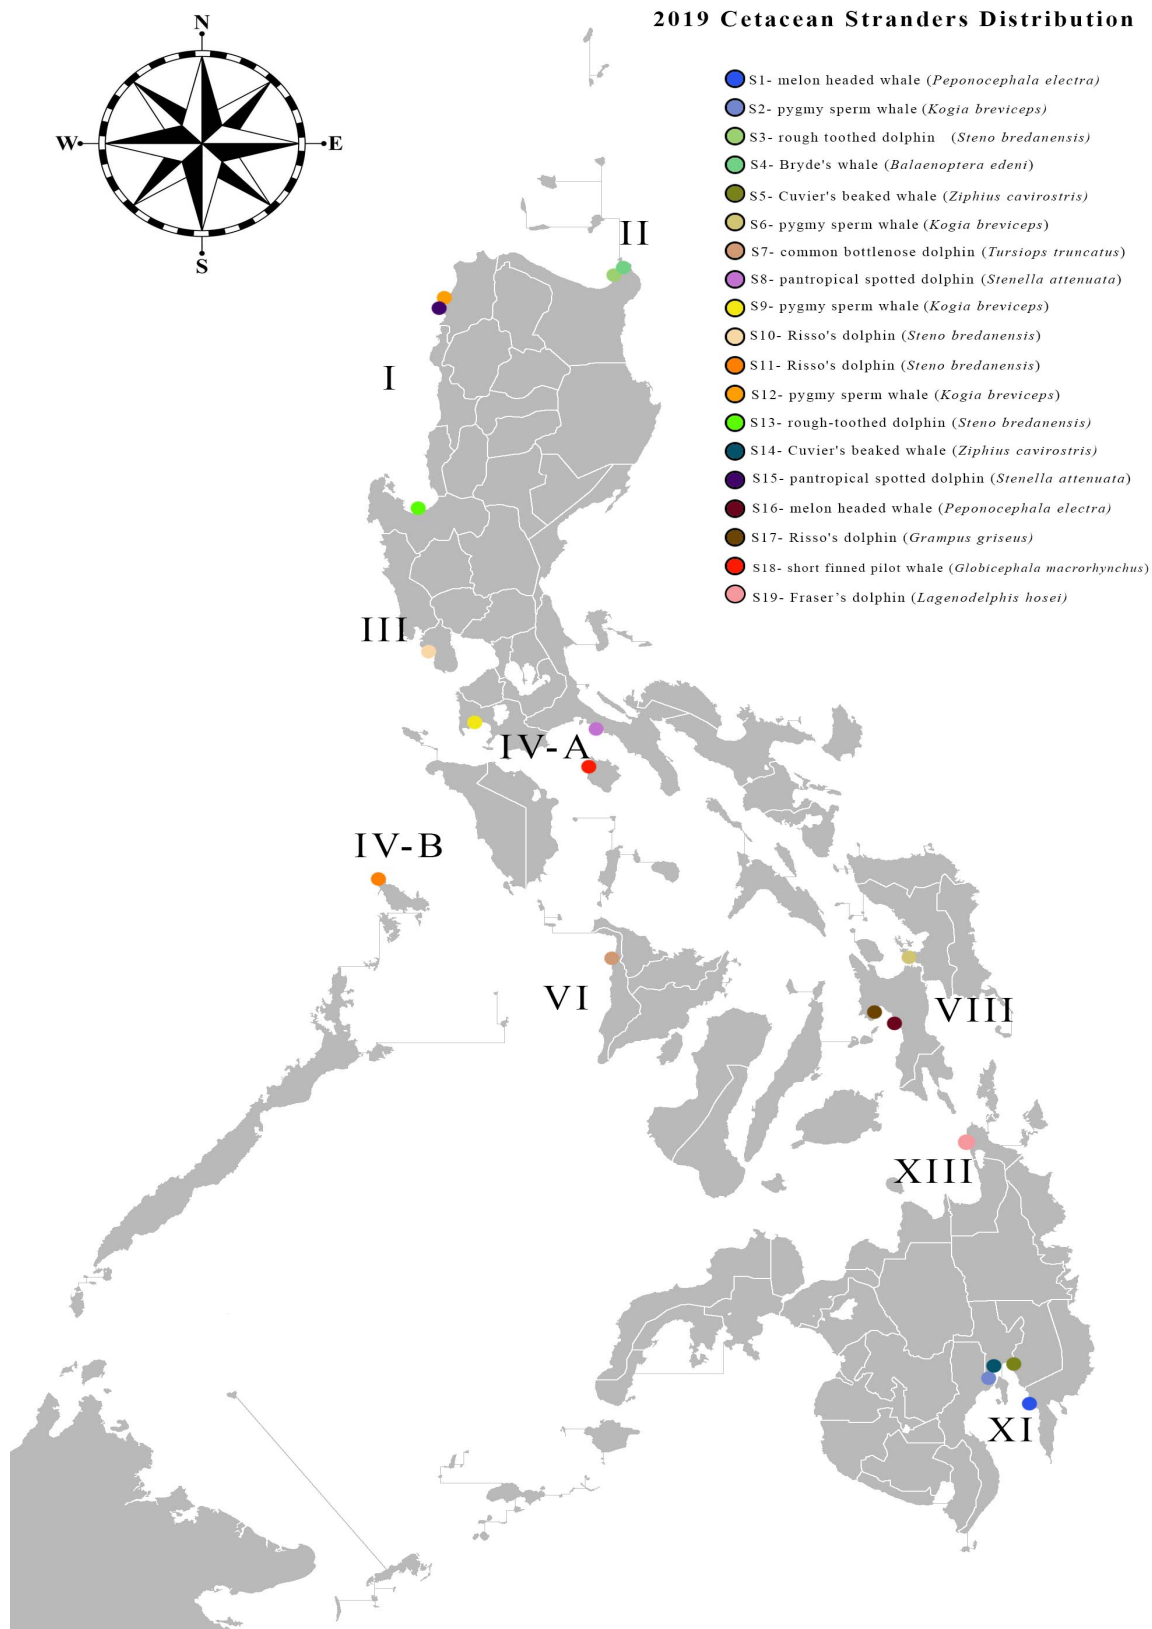 2019 Cetacean Stranders Distribution
N
W
E
S
S1- melon headed whale (Peponocephala electra)
S2- pygmy sperm whale (Kogia breviceps)
S3- rough toothed dolphin (Steno bredanensis)
S4- Bryde's whale (Balaenoptera edeni)
S5- Cuvier's beaked whale (Ziphius cavirostris)
S6- pygmy sperm whale (Kogia breviceps)
S7- common bottlenose dolphin (Tursiops truncatus)
S8- pantropical spotted dolphin (Stenella attenuata)
S9- pygmy sperm whale (Kogia breviceps)
S10- Risso's dolphin (Steno bredanensis)
S11- Risso's dolphin (Steno bredanensis)
S12- pygmy sperm whale (Kogia breviceps)
S13- rough-toothed dolphin (Steno bredanensis)
S14- Cuvier's beaked whale (Ziphius cavirostris)
S15- pantropical spotted dolphin (Stenella attenuata)
S16- melon headed whale (Peponocephala electra)
S17- Risso's dolphin (Grampus griseus)
S18- short finned pilot whale (Globicephala macrorhynchus)
S19- Fraser’s dolphin (Lagenodelphis hosei)
II
I
III
IV-A
IV-B
VI
VIII
XIII
XI